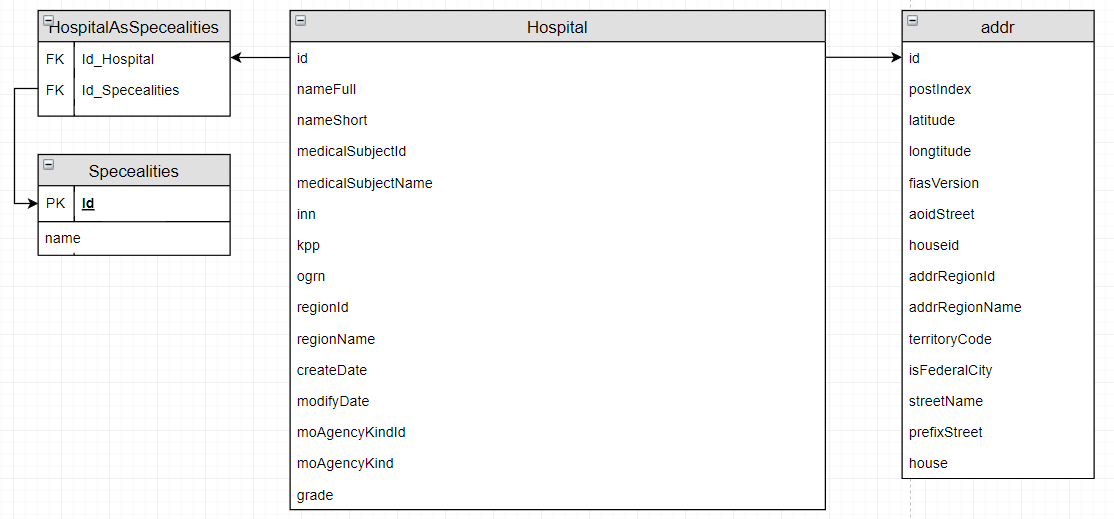 HospitalAsSpecealities
FK Id_Hospital
FK Id_Specealities
Specealities
PK Id
name
Hospital
id
nameFull
nameShort
medicalSubjectId
medicalSubjectName
inn
kpp
ogrn
regionId
regionName
createDate
modifyDate
moAgencyKindId
moAgencyKind
grade
addr
id
postIndex
latitude
longtitude
fiasVersion
aoidStreet
houseid
addrRegionId
addrRegionName
territoryCode
isFederalCity
streetName
prefixStreet
house